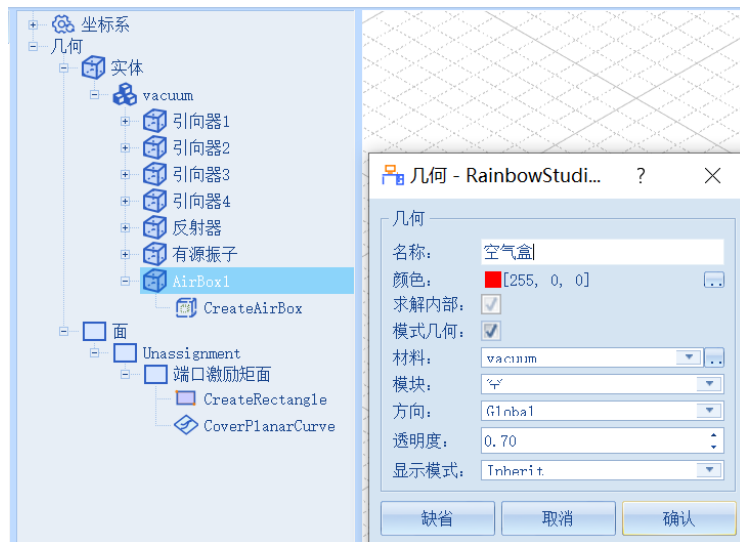 坐标系
几何
实体
vacuum
引向器1
引向器2
引向器3
引向器4
反射器
有源振子
AirBox1
CreateAirBox
面
Unassignment
端口激励矩面
CreateRectangle
CoverPlanarCurve
几何 - RainbowStudi... ?
几何
名称: 空气盒
颜色: [255, 0, 0] ..
求解内部:
模式几何:
材料: vacuum ..
模块:
方向: Global
透明度: 0.70
显示模式: Inherit
缺省 取消 确认